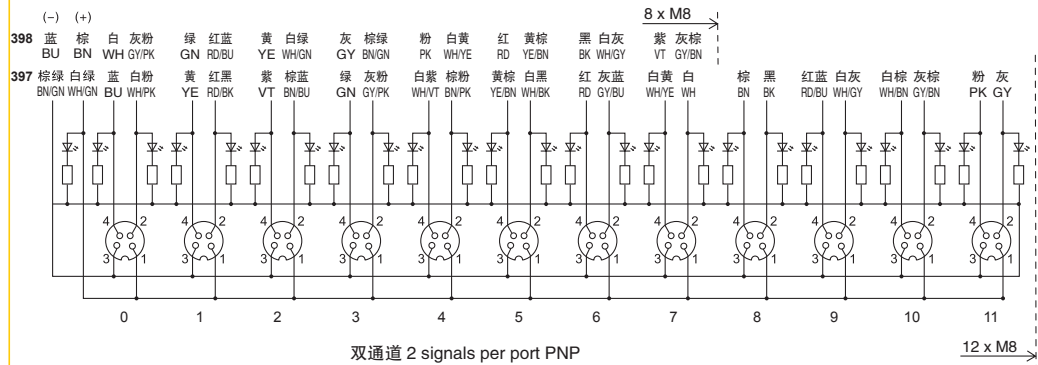 (–) (+) 8 x M8
398 蓝 棕 白 灰粉 绿 红蓝 黄 白绿 灰 棕绿 粉 白黄 红 黄棕 黑 白灰 紫 灰棕
BU BN WH GY/PK GN RD/BU YE WH/GN GY BN/GN PK WH/YE RD YE/BN BK WH/GY VT GY/BN
397 棕绿 白绿 蓝 白粉 黄 红黑 紫 棕蓝 绿 灰粉 白紫 棕粉 黄棕 白黑 红 灰蓝 白黄 白 棕 黑 红蓝 白灰 白棕 灰棕 粉 灰
BN/GN WH/GN BU WH/PK YE RD/BK VT BN/BU GN GY/PK WH/VT BN/PK YE/BN WH/BK RD GY/BU WH/YE WH BN BK RD/BU WH/GY WH/BN GY/BN PK GY
4 2 4 2 4 2 4 2 4 2 4 2 4 2 4 2 4 2 4 2 4 2 4 2
3 1 3 1 3 1 3 1 3 1 3 1 3 1 3 1 3 1 3 1 3 1 3 1
0 1 2 3 4 5 6 7 8 9 10 11
双通道 2 signals per port PNP 12 x M8